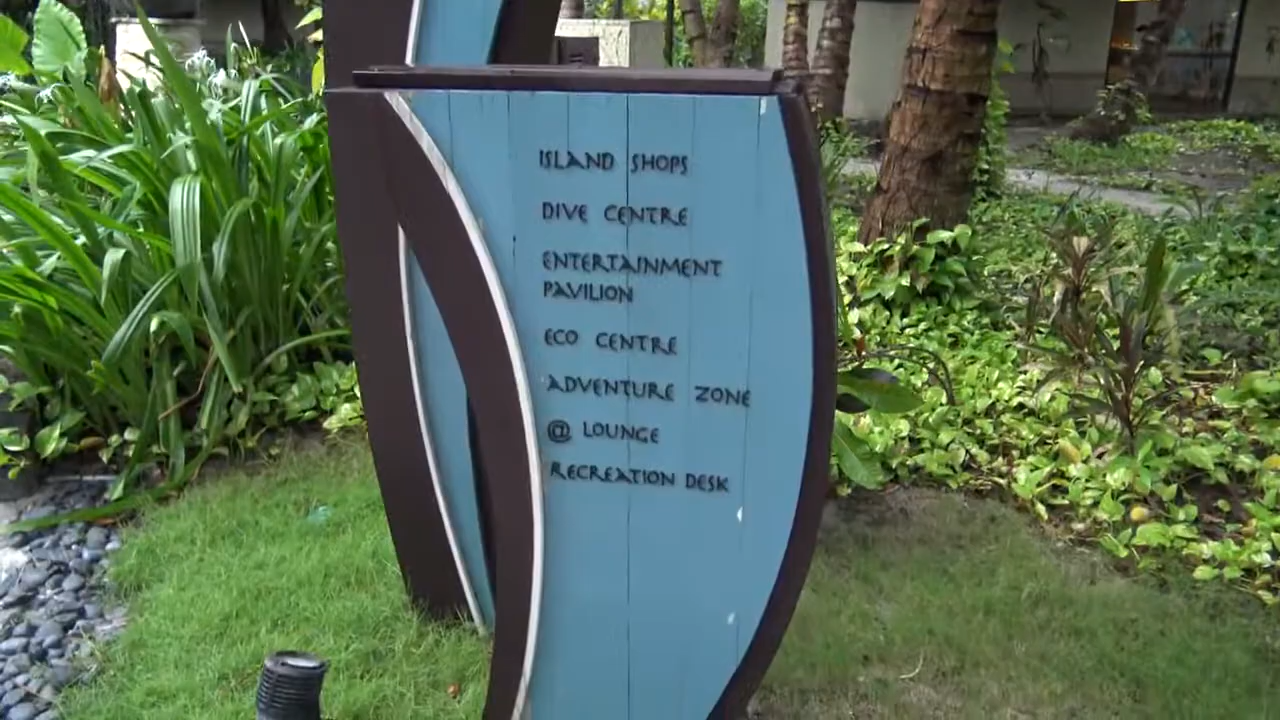 ISLAND SHOPS
DIVE CENTRE
ENTERTAINMENT
PAVILION
ECO CENTRE
ADVENTURE ZONE
@ LOUNGE
RECREATION DESK